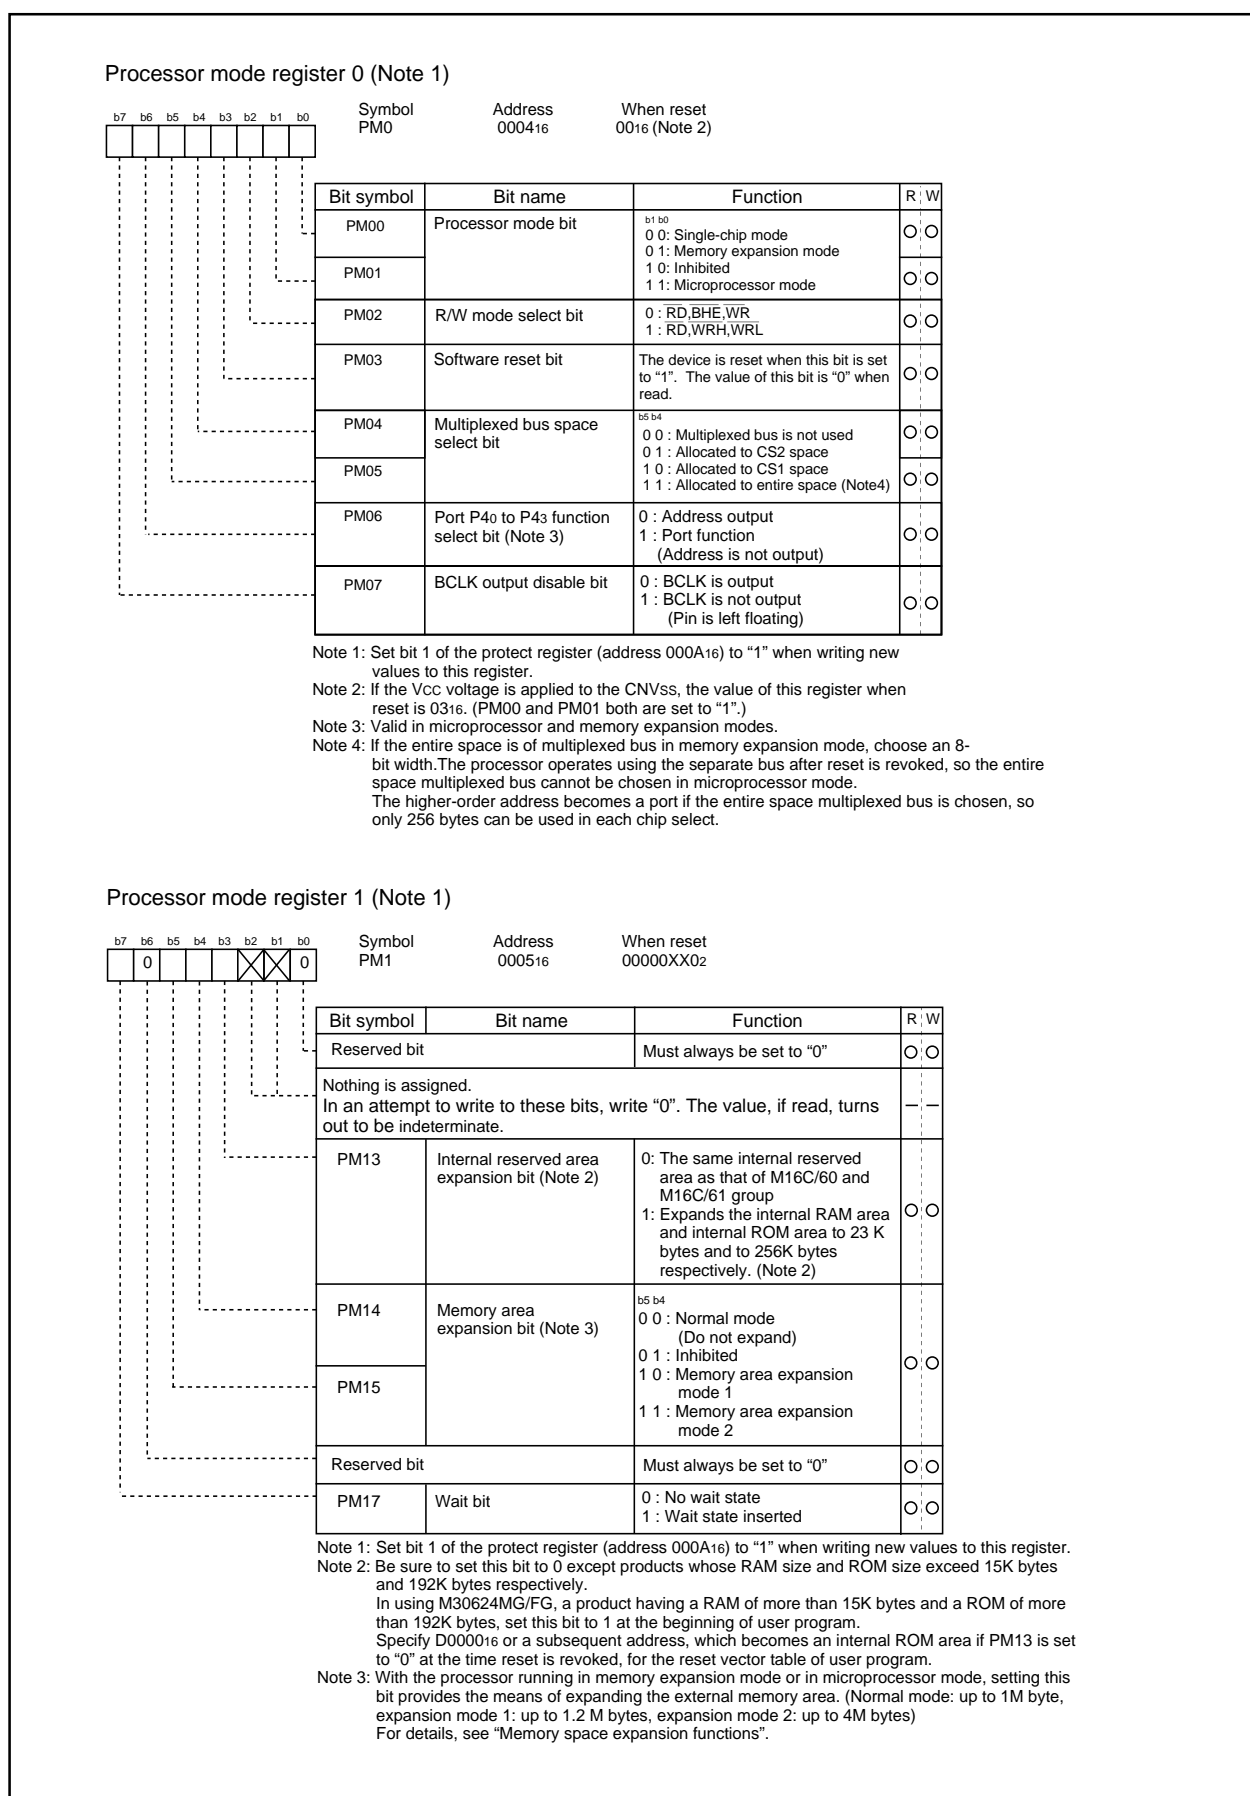 Processor mode register 0 (Note 1)
Symbol Address When reset
b7 b6 b5 b4 b3 b2 b1 b0
PM0 000416 0016 (Note 2)
Bit symbol Bit name Function R W
PM00 Processor mode bit b1 b0
0 0: Single-chip mode
0 1: Memory expansion mode
PM01 1 0: Inhibited
1 1: Microprocessor mode
PM02 R/W mode select bit 0 : RD,BHE,WR
1 : RD,WRH,WRL
PM03 Software reset bit The device is reset when this bit is set
to “1”. The value of this bit is “0” when
read.
PM04 Multiplexed bus space
select bit
b5 b4
0 0 : Multiplexed bus is not used
0 1 : Allocated to CS2 space
PM05 1 0 : Allocated to CS1 space
1 1 : Allocated to entire space (Note4)
PM06 Port P40 to P43 function
select bit (Note 3)
0 : Address output
1 : Port function
(Address is not output)
PM07 BCLK output disable bit 0 : BCLK is output
1 : BCLK is not output
(Pin is left floating)
Note 1: Set bit 1 of the protect register (address 000A16) to “1” when writing new
values to this register.
Note 2: If the VCC voltage is applied to the CNVSS, the value of this register when
reset is 0316. (PM00 and PM01 both are set to “1”.)
Note 3: Valid in microprocessor and memory expansion modes.
Note 4: If the entire space is of multiplexed bus in memory expansion mode, choose an 8-
bit width.The processor operates using the separate bus after reset is revoked, so the entire
space multiplexed bus cannot be chosen in microprocessor mode.
The higher-order address becomes a port if the entire space multiplexed bus is chosen, so
only 256 bytes can be used in each chip select.
Processor mode register 1 (Note 1)
Symbol Address When reset
b7 b6 b5 b4 b3 b2 b1 b0
0 0 PM1 000516 00000XX02
Bit symbol Bit name Function R W
Reserved bit Must always be set to “0”
Nothing is assigned.
In an attempt to write to these bits, write “0”. The value, if read, turns
out to be indeterminate.
PM13 Internal reserved area
expansion bit (Note 2)
0: The same internal reserved
area as that of M16C/60 and
M16C/61 group
1: Expands the internal RAM area
and internal ROM area to 23 K
bytes and to 256K bytes
respectively. (Note 2)
PM14 Memory area
expansion bit (Note 3)
b5 b4
0 0 : Normal mode
(Do not expand)
0 1 : Inhibited
PM15 1 0 : Memory area expansion
mode 1
1 1 : Memory area expansion
mode 2
Reserved bit Must always be set to “0”
PM17 Wait bit 0 : No wait state
1 : Wait state inserted
Note 1: Set bit 1 of the protect register (address 000A16) to “1” when writing new values to this register.
Note 2: Be sure to set this bit to 0 except products whose RAM size and ROM size exceed 15K bytes
and 192K bytes respectively.
In using M30624MG/FG, a product having a RAM of more than 15K bytes and a ROM of more
than 192K bytes, set this bit to 1 at the beginning of user program.
Specify D000016 or a subsequent address, which becomes an internal ROM area if PM13 is set
to “0” at the time reset is revoked, for the reset vector table of user program.
Note 3: With the processor running in memory expansion mode or in microprocessor mode, setting this
bit provides the means of expanding the external memory area. (Normal mode: up to 1M byte,
expansion mode 1: up to 1.2 M bytes, expansion mode 2: up to 4M bytes)
For details, see “Memory space expansion functions”.